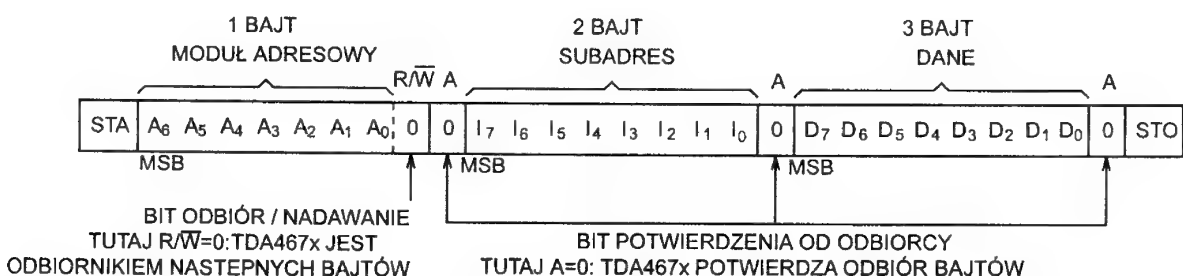 1 BAJT 2 BAJT 3 BAJT
MODUŁ ADRESOWY SUBADRES DANE
R/W̅ A A A
STA A₆ A₅ A₄ A₃ A₂ A₁ A₀ 0 0 I₇ I₆ I₅ I₄ I₃ I₂ I₁ I₀ 0 D₇ D₆ D₅ D₄ D₃ D₂ D₁ D₀ 0 STO
MSB MSB MSB
BIT ODBIÓR / NADAWANIE
TUTAJ R/W̅=0:TDA467x JEST
ODBIORNIKIEM NASTEPNYCH BAJTÓW
BIT POTWIERDZENIA OD ODBIORCY
TUTAJ A=0: TDA467x POTWIERDZA ODBIÓR BAJTÓW